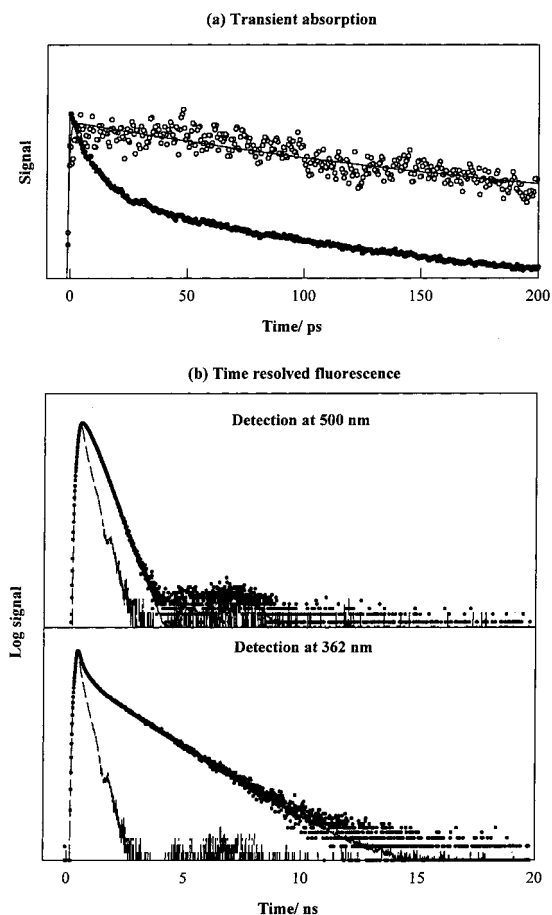 (a) Transient absorption
Signal
0
50
100
150
200
Time/ ps
(b) Time resolved fluorescence
Detection at 500 nm
Log signal
Detection at 362 nm
0
5
10
15
20
Time/ ns